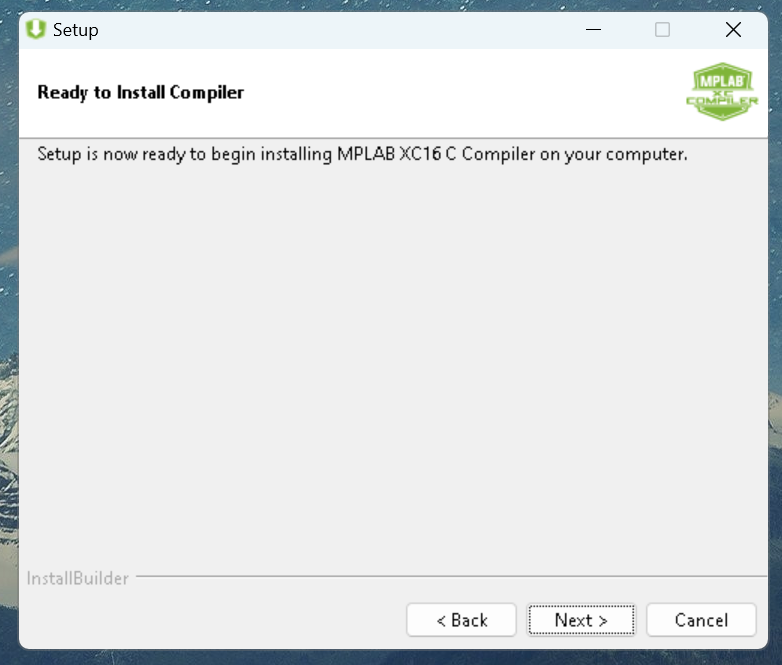 Setup
Ready to Install Compiler
MPLAB
XC
COMPILER
Setup is now ready to begin installing MPLAB XC16 C Compiler on your computer.
InstallBuilder
< Back
Next >
Cancel